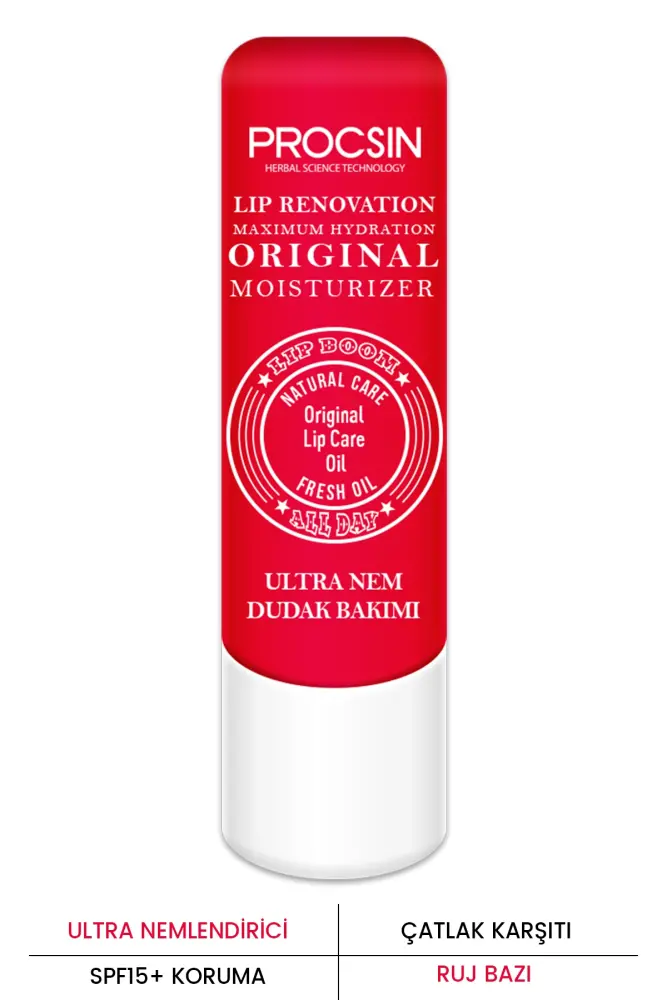 PROCSIN
HERBAL SCIENCE TECHNOLOGY
LIP RENOVATION
MAXIMUM HYDRATION
ORIGINAL
MOISTURIZER
LIP BOOM
NATURAL CARE
Original
Lip Care
Oil
FRESH OIL
ALL DAY
ULTRA NEM
DUDAK BAKIMI
ULTRA NEMLENDİRİCİ
ÇATLAK KARŞITI
SPF15+ KORUMA
RUJ BAZI